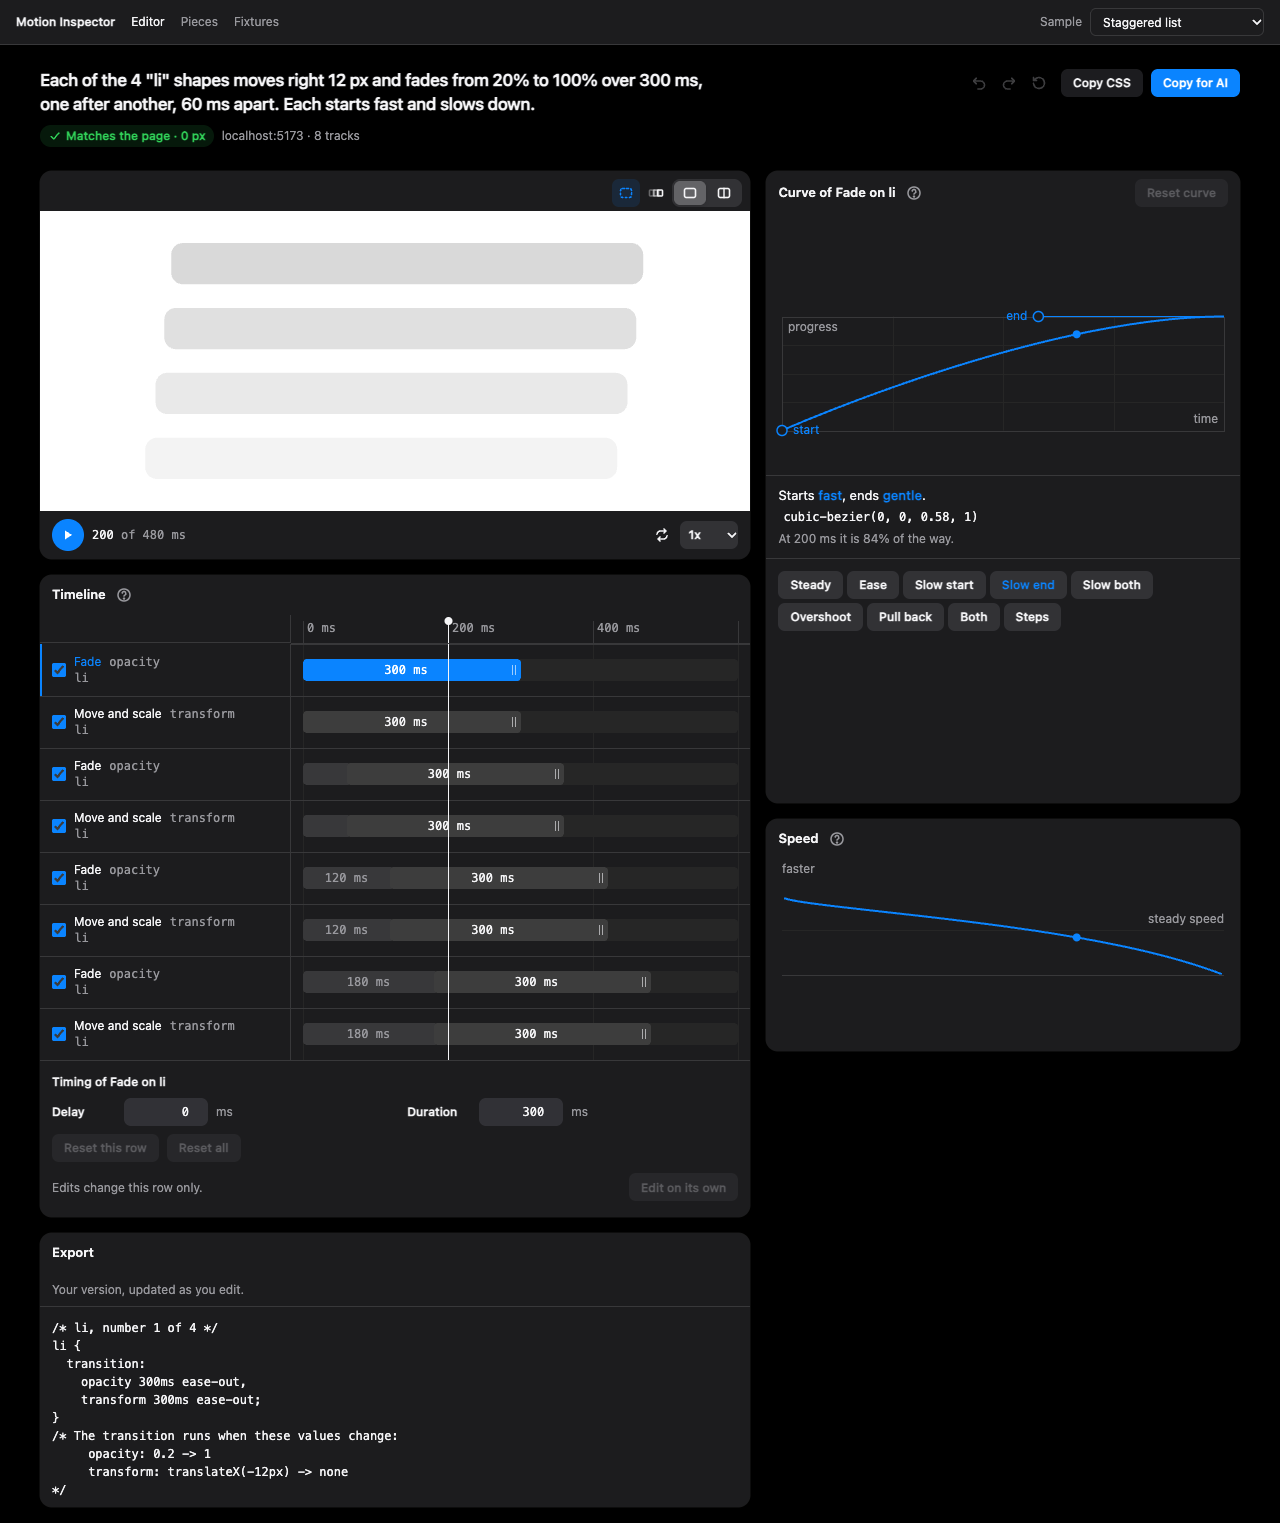 Motion Inspector Editor Pieces Fixtures Sample Staggered list
Each of the 4 "li" shapes moves right 12 px and fades from 20% to 100% over 300 ms,
one after another, 60 ms apart. Each starts fast and slows down.
Copy CSS Copy for AI
Matches the page · 0 px localhost:5173 · 8 tracks
200 of 480 ms 1x
Timeline
0 ms 200 ms 400 ms
Fade opacity
li
300 ms
Move and scale transform
li
300 ms
Fade opacity
li
300 ms
Move and scale transform
li
300 ms
Fade opacity
li
120 ms 300 ms
Move and scale transform
li
120 ms 300 ms
Fade opacity
li
180 ms 300 ms
Move and scale transform
li
180 ms 300 ms
Timing of Fade on li
Delay 0 ms Duration 300 ms
Reset this row Reset all
Edits change this row only. Edit on its own
Export
Your version, updated as you edit.
/* li, number 1 of 4 */
li {
transition:
opacity 300ms ease-out,
transform 300ms ease-out;
}
/* The transition runs when these values change:
opacity: 0.2 -> 1
transform: translateX(-12px) -> none
*/
Curve of Fade on li Reset curve
end
progress
time
start
Starts fast, ends gentle.
cubic-bezier(0, 0, 0.58, 1)
At 200 ms it is 84% of the way.
Steady Ease Slow start Slow end Slow both
Overshoot Pull back Both Steps
Speed
faster
steady speed